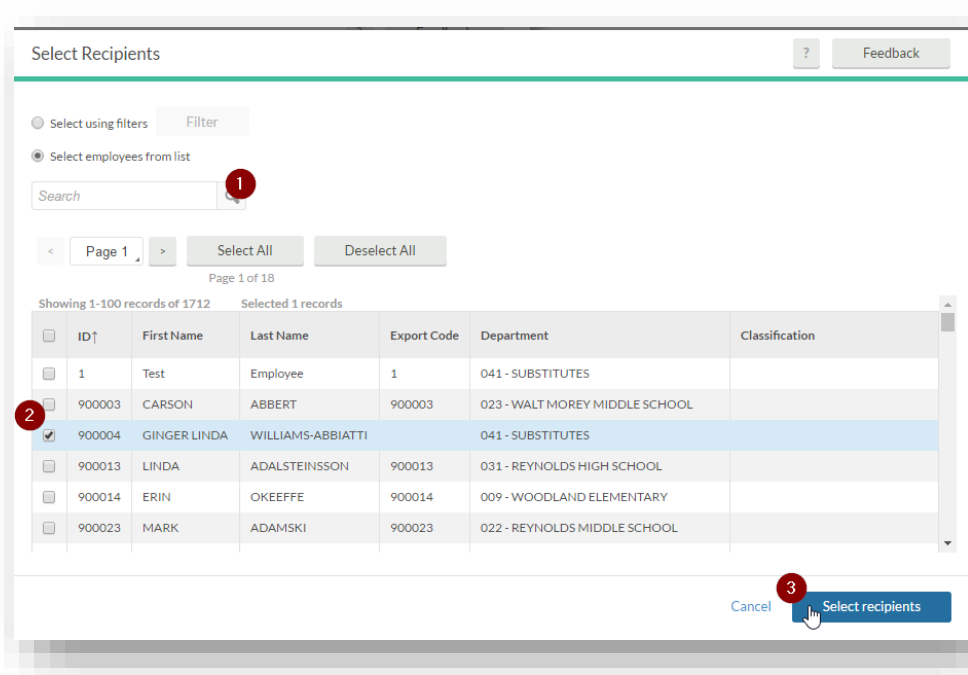 Select Recipients ? Feedback
Select using filters Filter
Select employees from list
1
Search
< Page 1 > Select All Deselect All
Page 1 of 18
Showing 1-100 records of 1712 Selected 1 records
ID↑ First Name Last Name Export Code Department Classification
1 Test Employee 1 041 - SUBSTITUTES
900003 CARSON ABBERT 900003 023 - WALT MOREY MIDDLE SCHOOL
2
900004 GINGER LINDA WILLIAMS-ABBIATTI 041 - SUBSTITUTES
900013 LINDA ADALSTEINSSON 900013 031 - REYNOLDS HIGH SCHOOL
900014 ERIN OKEEFFE 900014 009 - WOODLAND ELEMENTARY
900023 MARK ADAMSKI 900023 022 - REYNOLDS MIDDLE SCHOOL
3
Cancel Select recipients